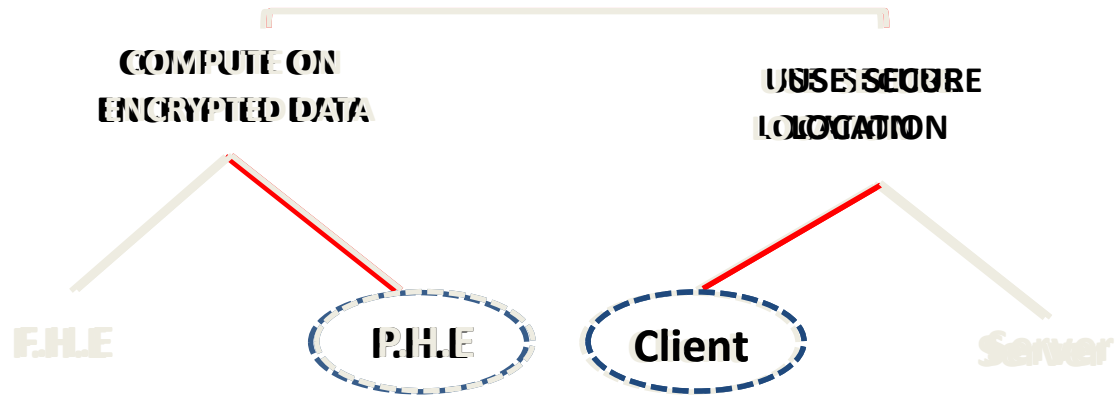 COMPUTE ON
ENCRYPTED DATA
USE SECURE
LOCATION
F.H.E
P.H.E
Client
Server